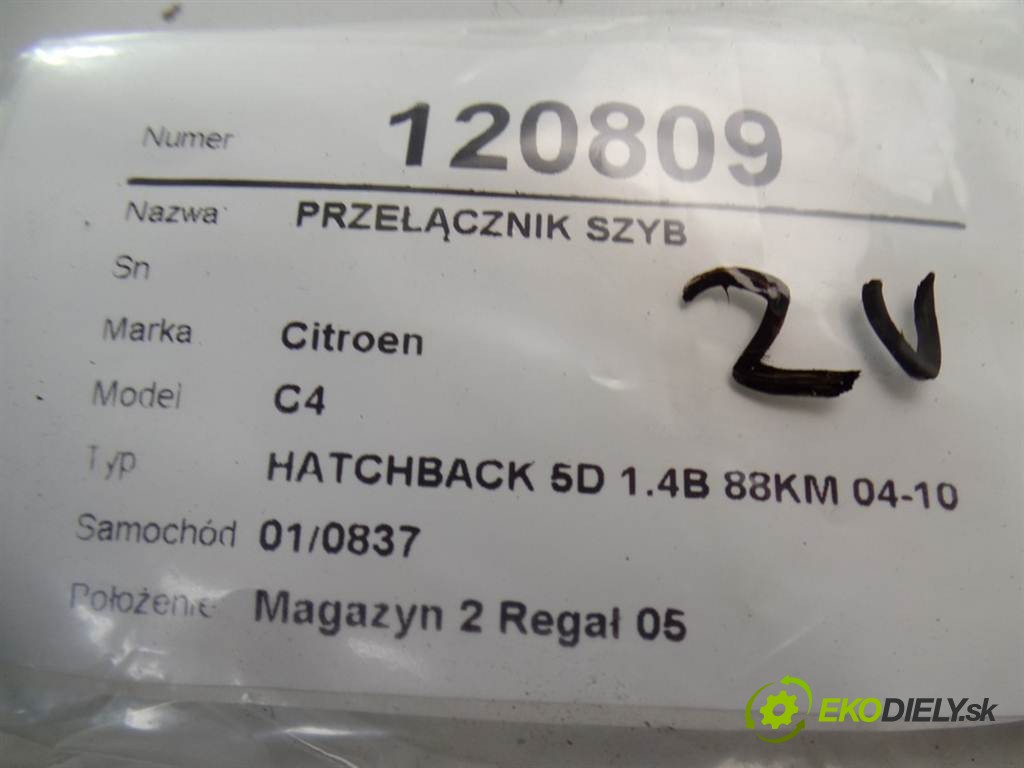 Numer 120809
Nazwa PRZEŁĄCZNIK SZYB
Sn
Marka Citroen
Model C4
Typ HATCHBACK 5D 1.4B 88KM 04-10
Samochód 01/0837
Położenie Magazyn 2 Regał 05
2V
EKODIELY.sk